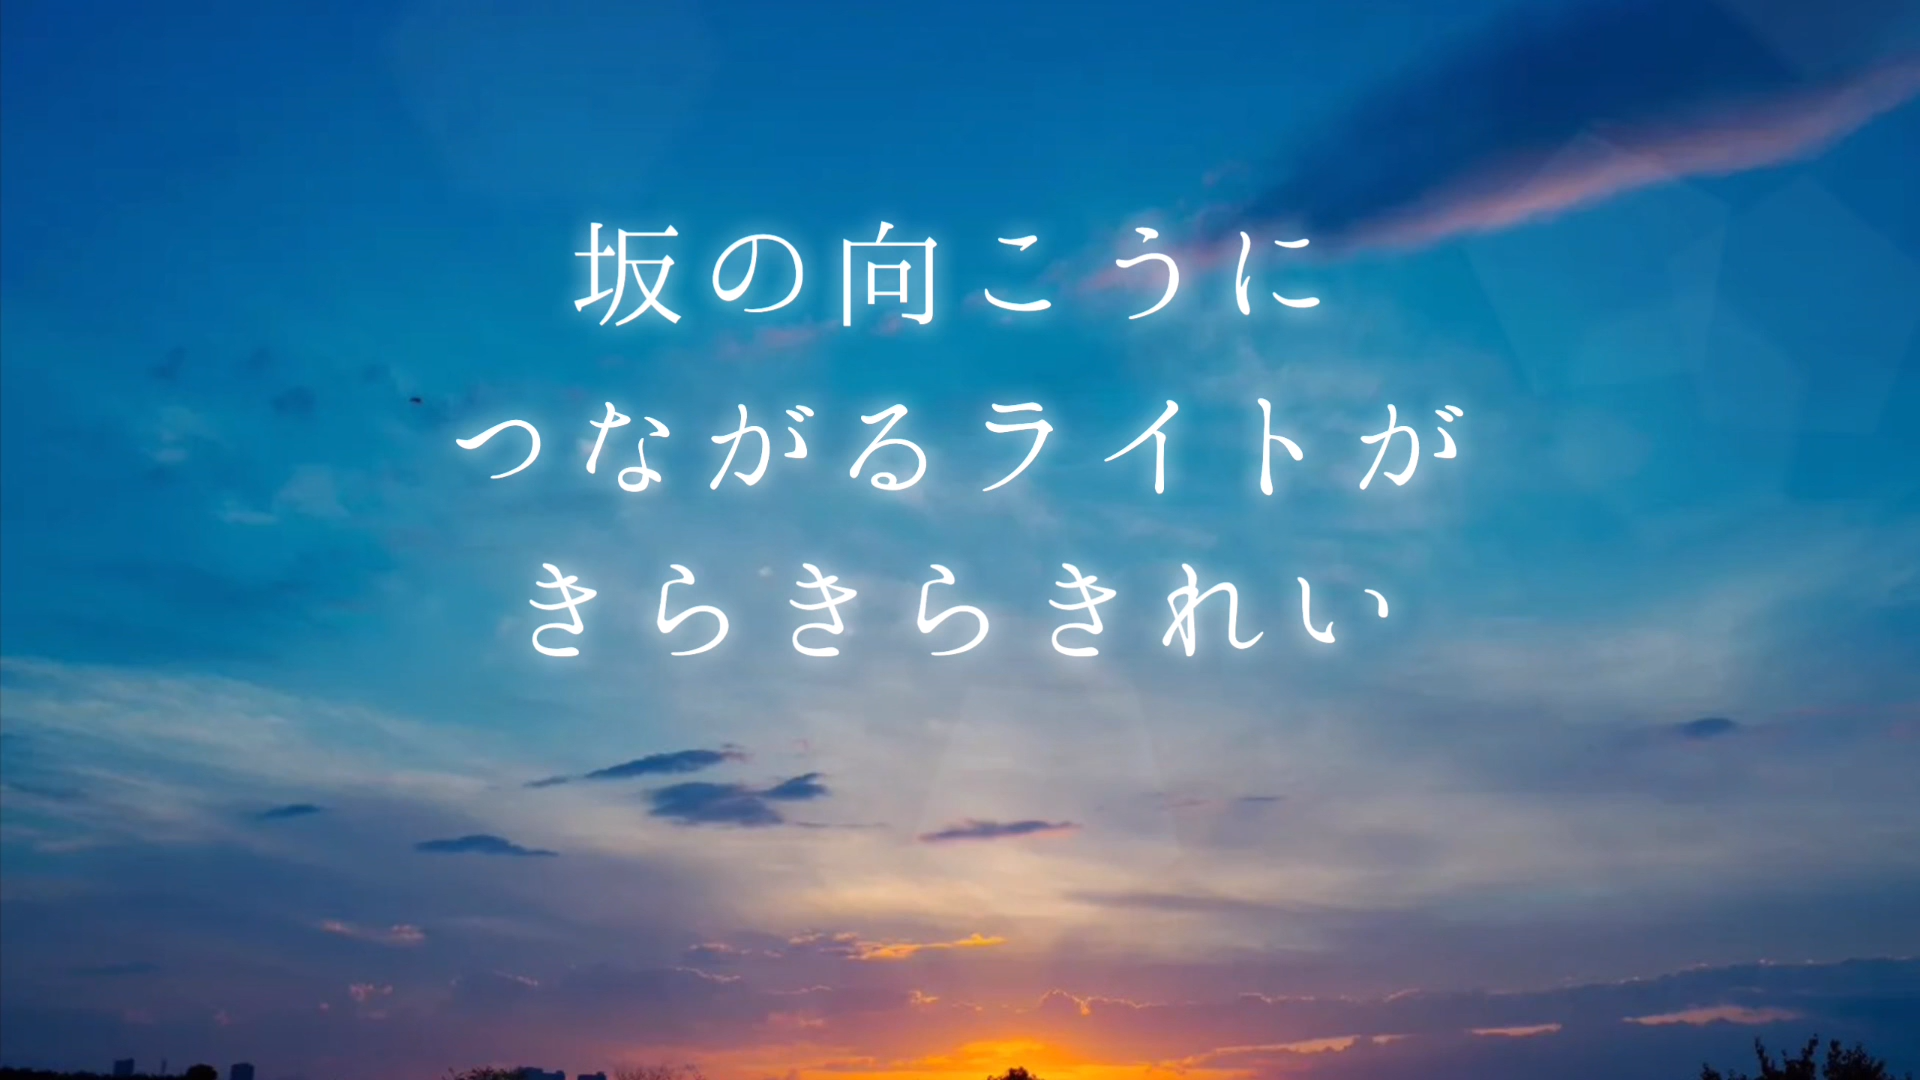 坂の向こうに
つながるライトが
きらきらきれい